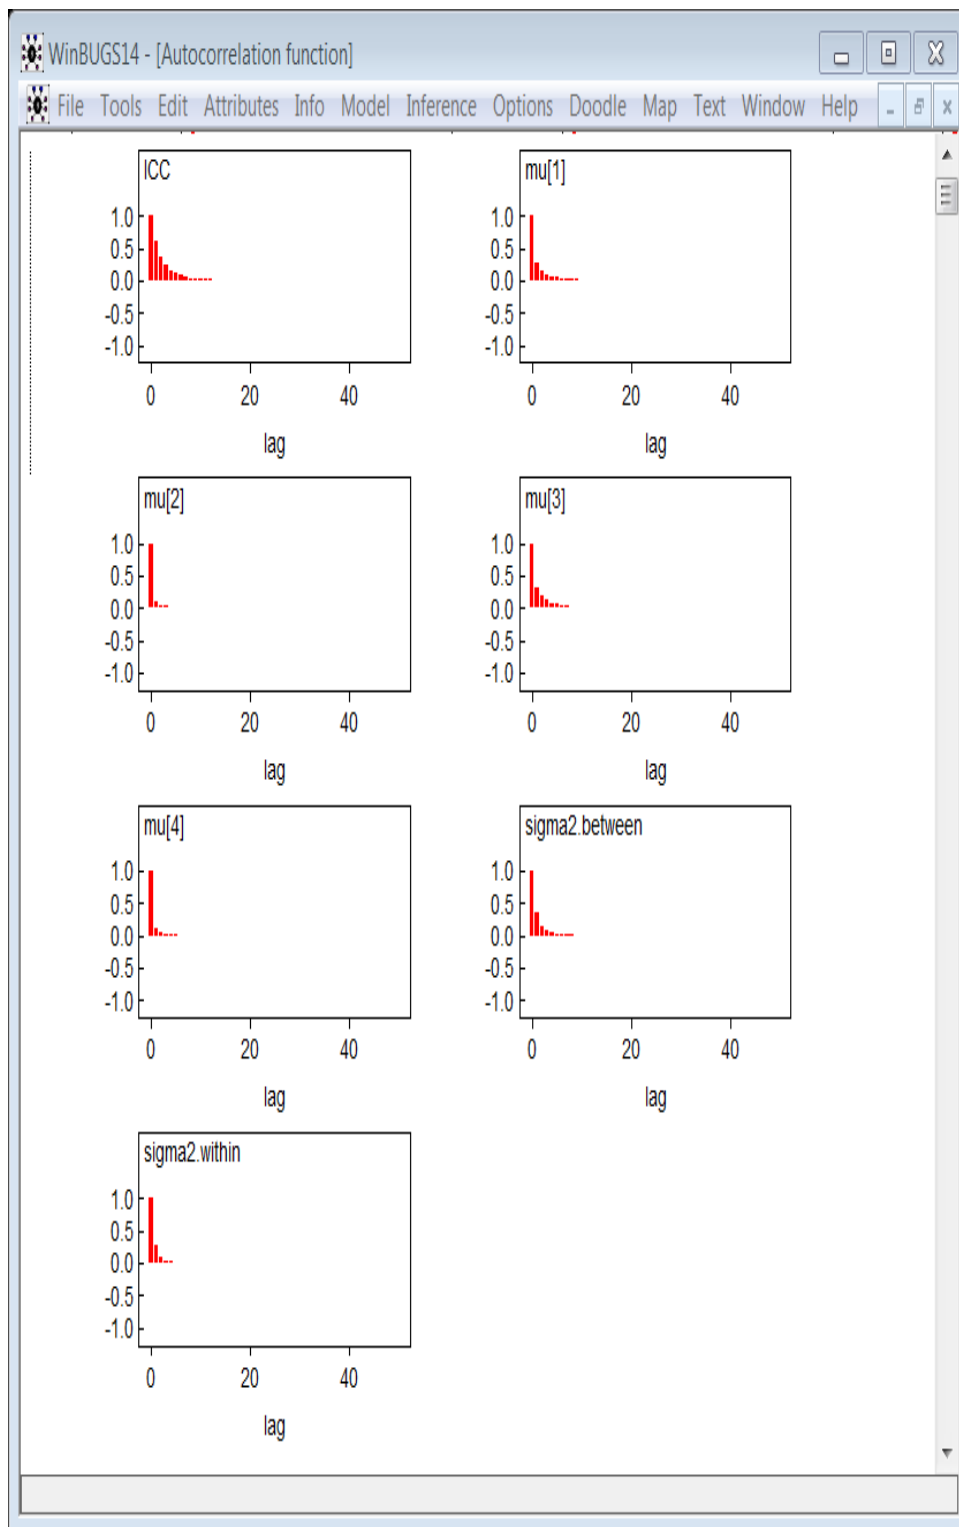 WinBUGS14 - [Autocorrelation function]
File Tools Edit Attributes Info Model Inference Options Doodle Map Text Window Help
ICC
1.0
0.5
0.0
-0.5
-1.0
0 20 40
lag
mu[1]
1.0
0.5
0.0
-0.5
-1.0
0 20 40
lag
mu[2]
1.0
0.5
0.0
-0.5
-1.0
0 20 40
lag
mu[3]
1.0
0.5
0.0
-0.5
-1.0
0 20 40
lag
mu[4]
1.0
0.5
0.0
-0.5
-1.0
0 20 40
lag
sigma2.between
1.0
0.5
0.0
-0.5
-1.0
0 20 40
lag
sigma2.within
1.0
0.5
0.0
-0.5
-1.0
0 20 40
lag